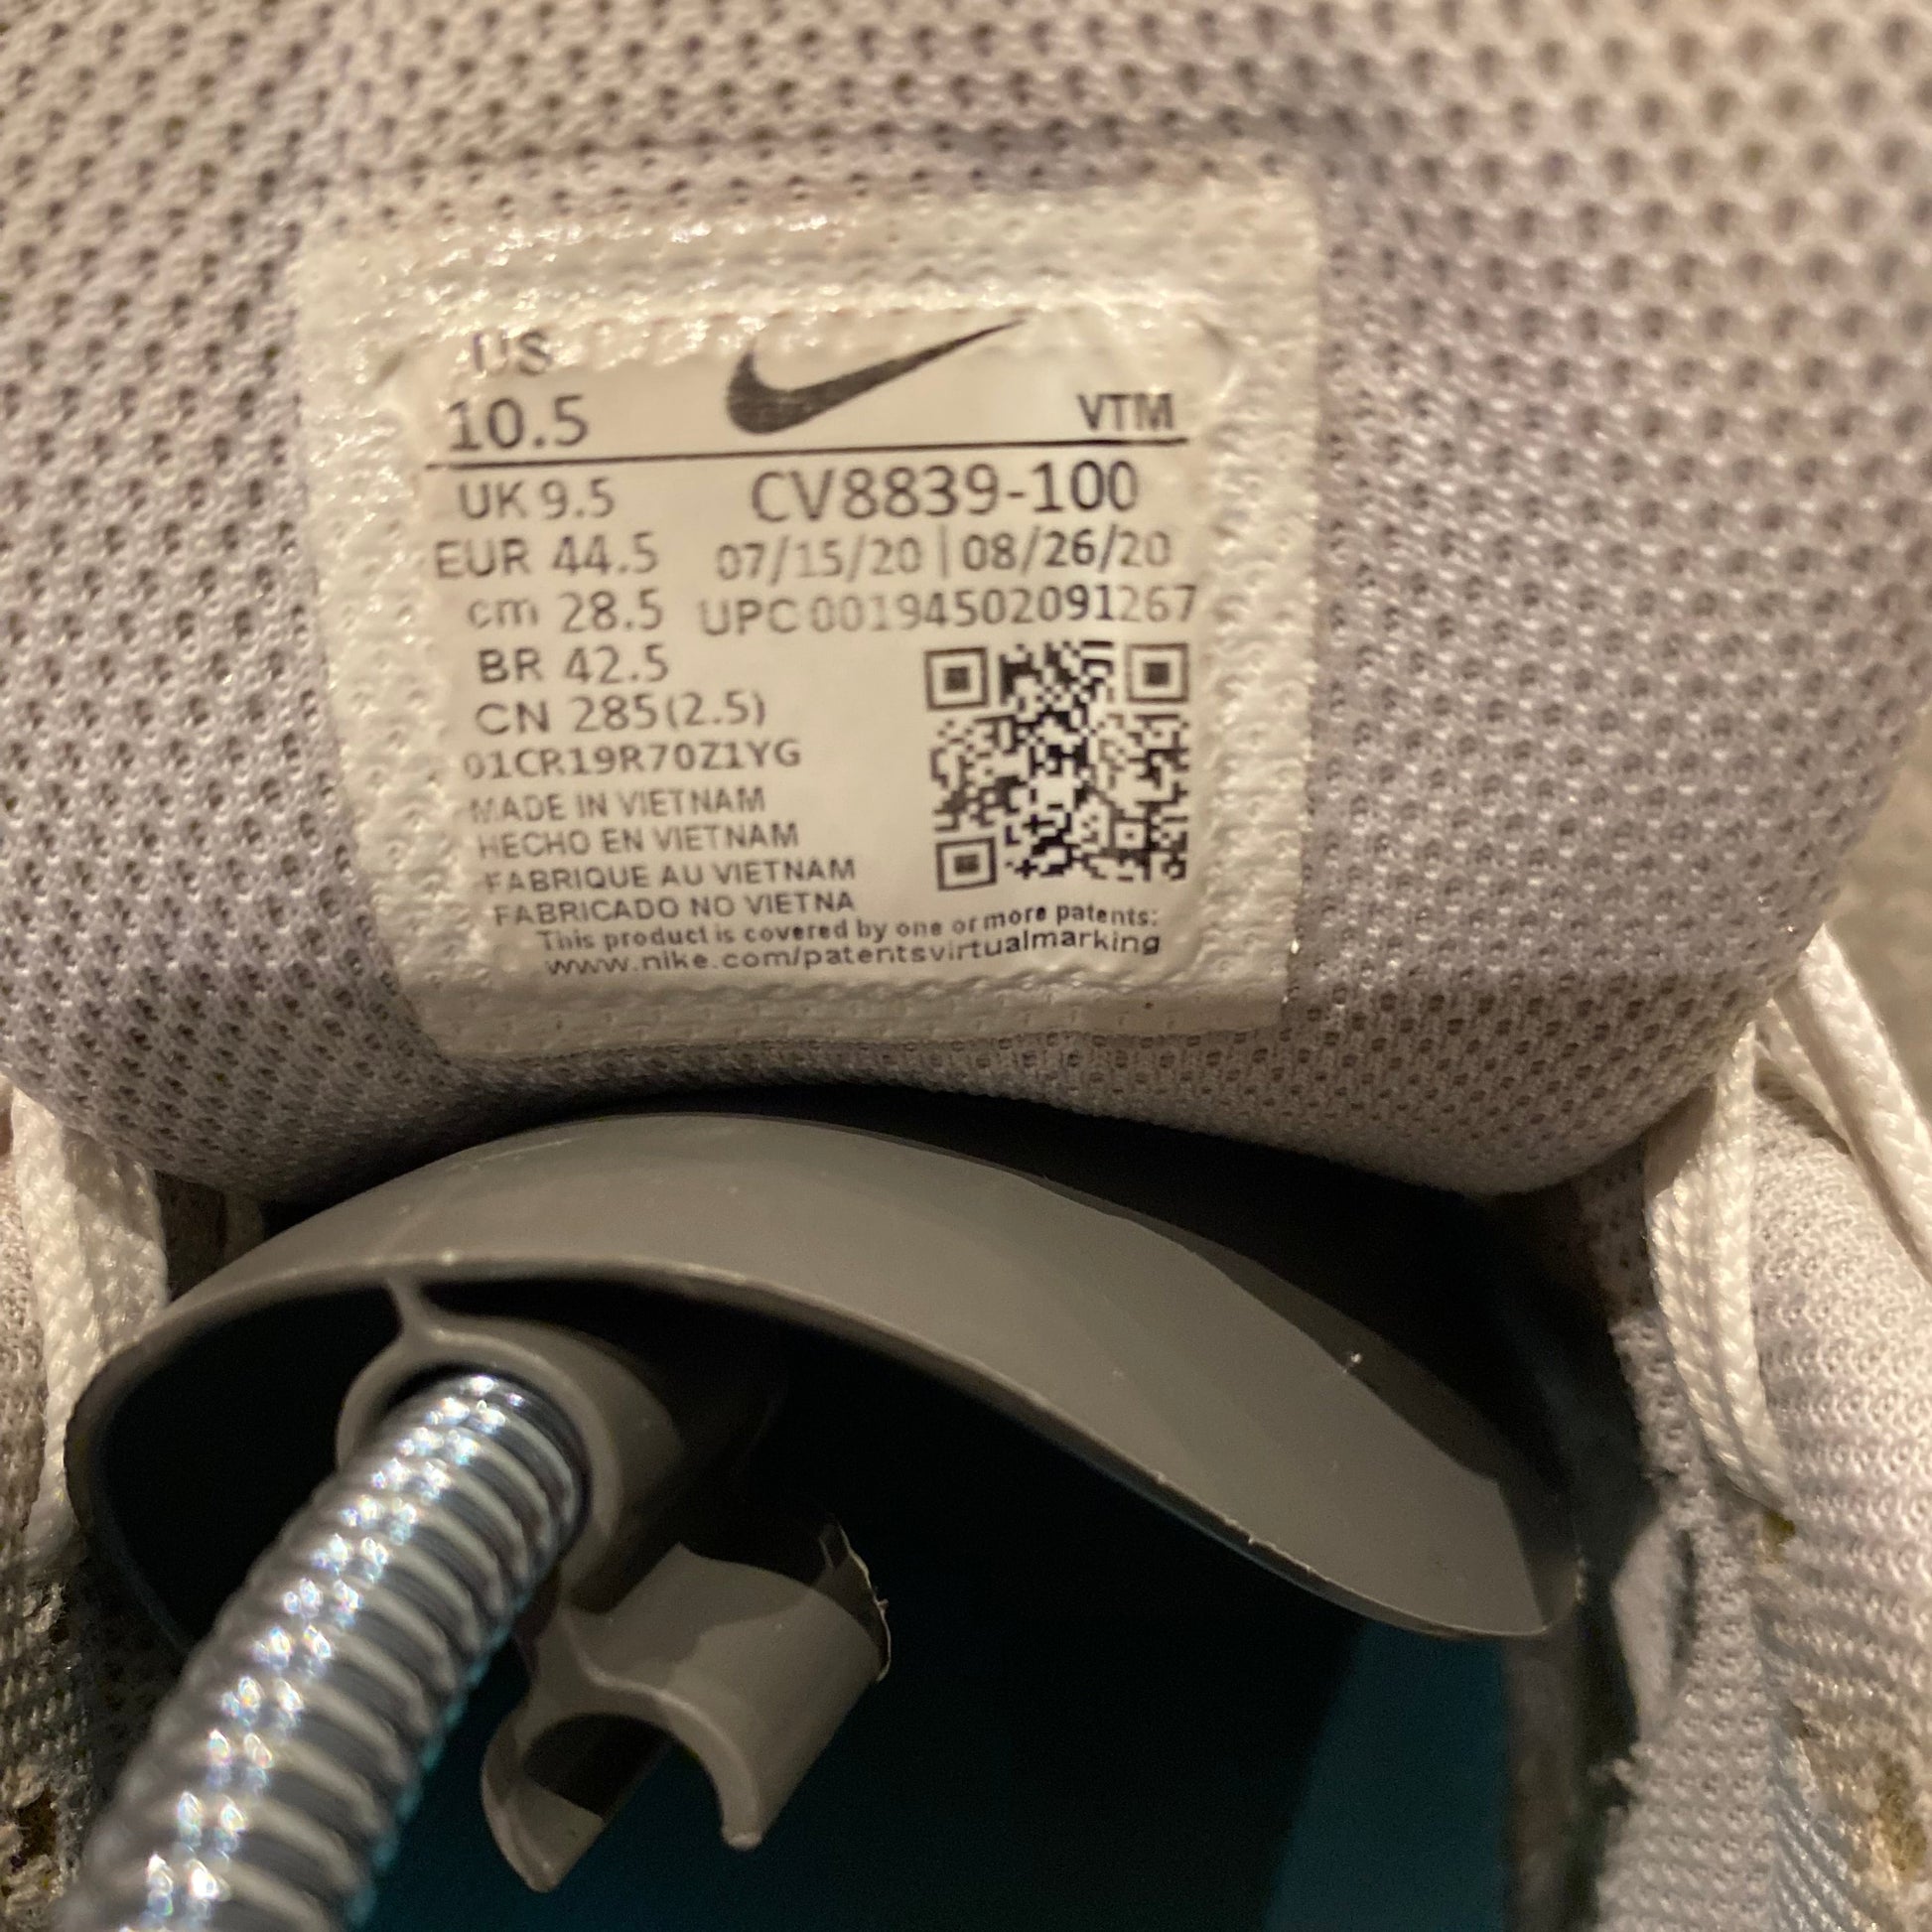 US
10.5 VTM
UK 9.5 CV8839-100
EUR 44.5 07/15/20 | 08/26/20
cm 28.5 UPC 00194502091267
BR 42.5
CN 285(2.5)
01CR19R70Z1YG
MADE IN VIETNAM
HECHO EN VIETNAM
FABRIQUE AU VIETNAM
FABRICADO NO VIETNA
This product is covered by one or more patents:
www.nike.com/patentsvirtualmarking